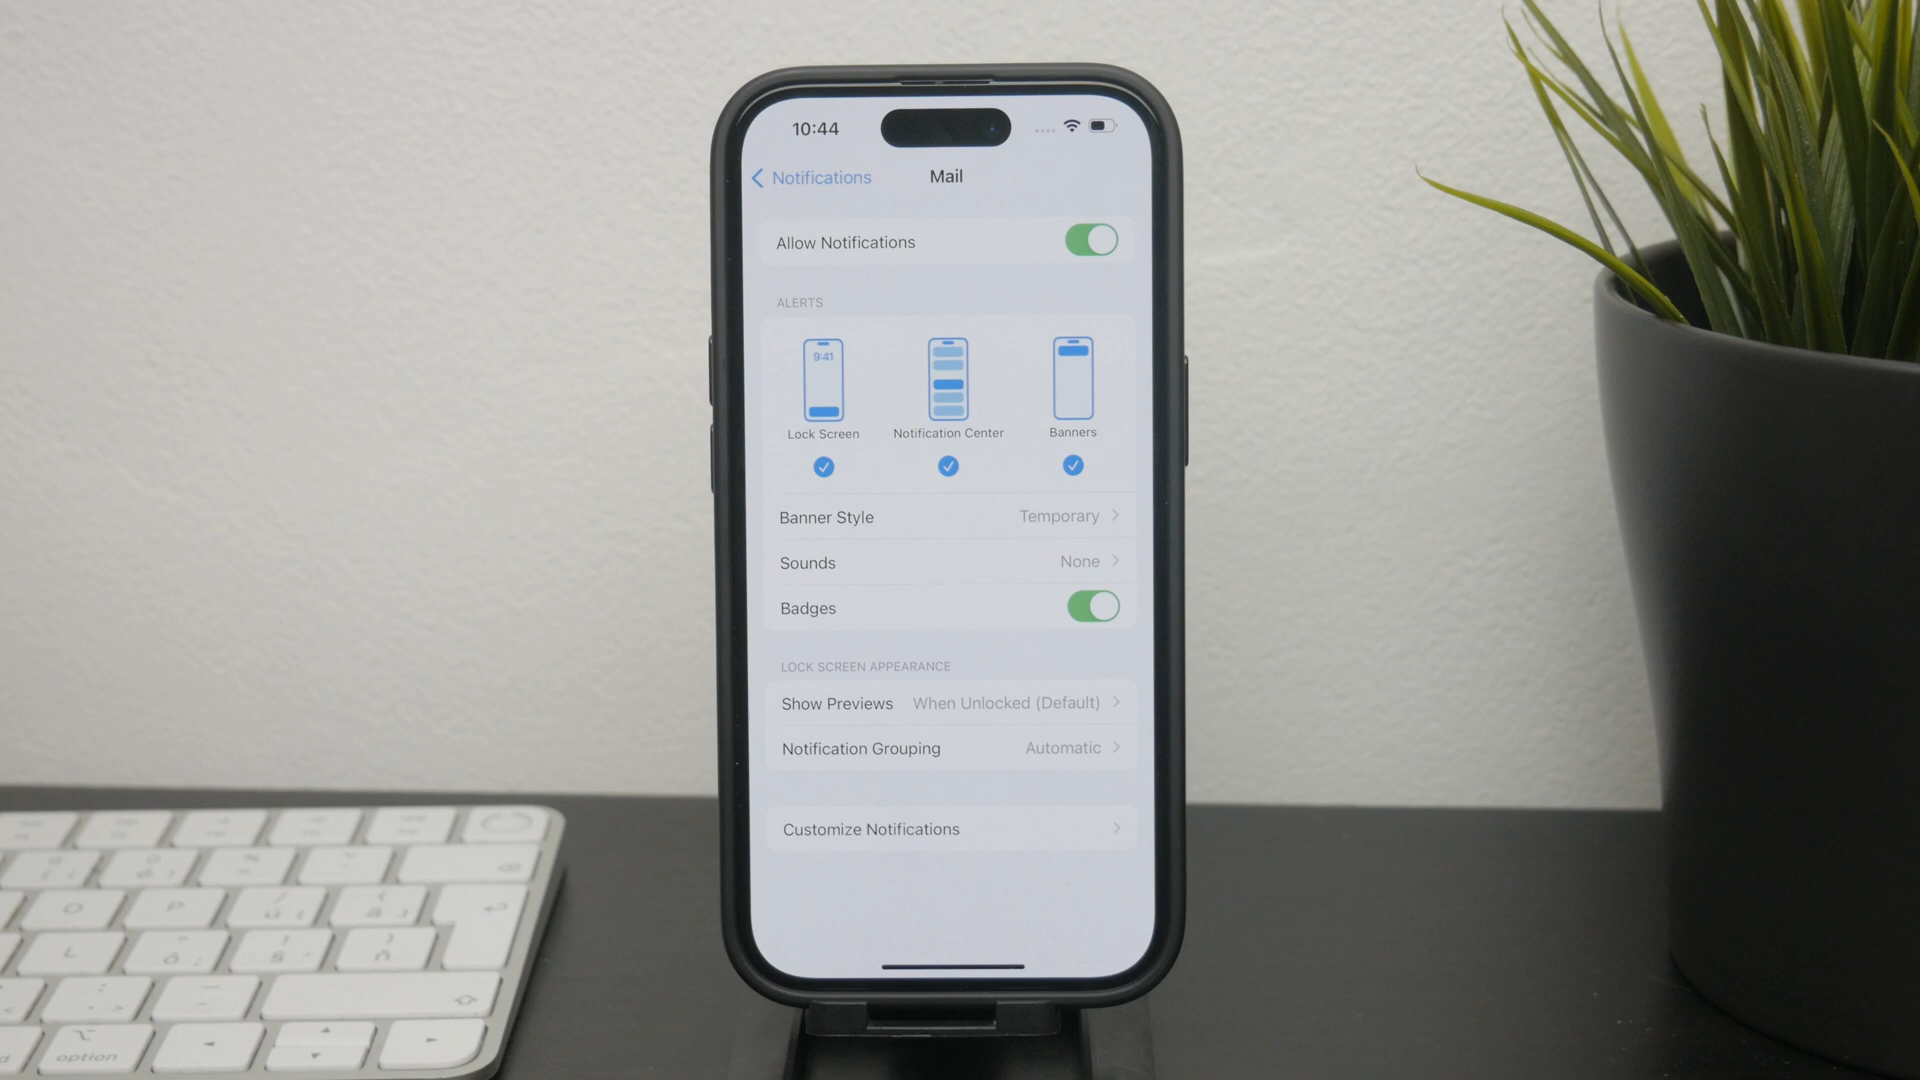 10:44
Notifications
Mail
Allow Notifications
ALERTS
9:41
Lock Screen
Notification Center
Banners
Banner Style Temporary
Sounds None
Badges
LOCK SCREEN APPEARANCE
Show Previews When Unlocked (Default)
Notification Grouping Automatic
Customize Notifications
O P
L
option